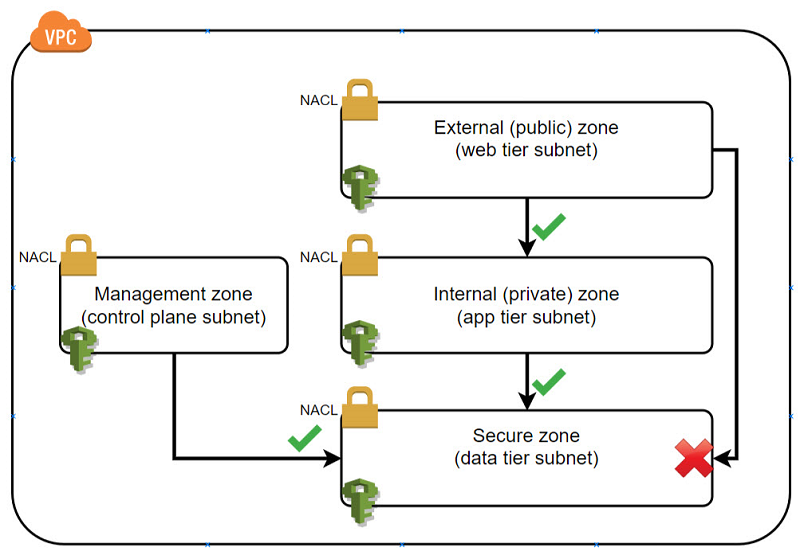 VPC
NACL
External (public) zone
(web tier subnet)
NACL
Management zone
(control plane subnet)
NACL
Internal (private) zone
(app tier subnet)
NACL
Secure zone
(data tier subnet)